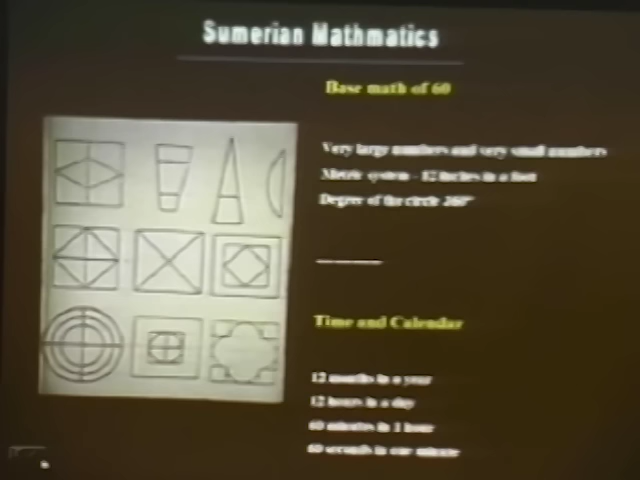 Sumerian Mathmatics
Base math of 60
Very large numbers and very small numbers
Metric system - 12 inches in a foot
Degree of the circle 260°
Time and Calendar
12 months in a year
12 hours in a day
60 minutes in 1 hour
60 seconds in one minute